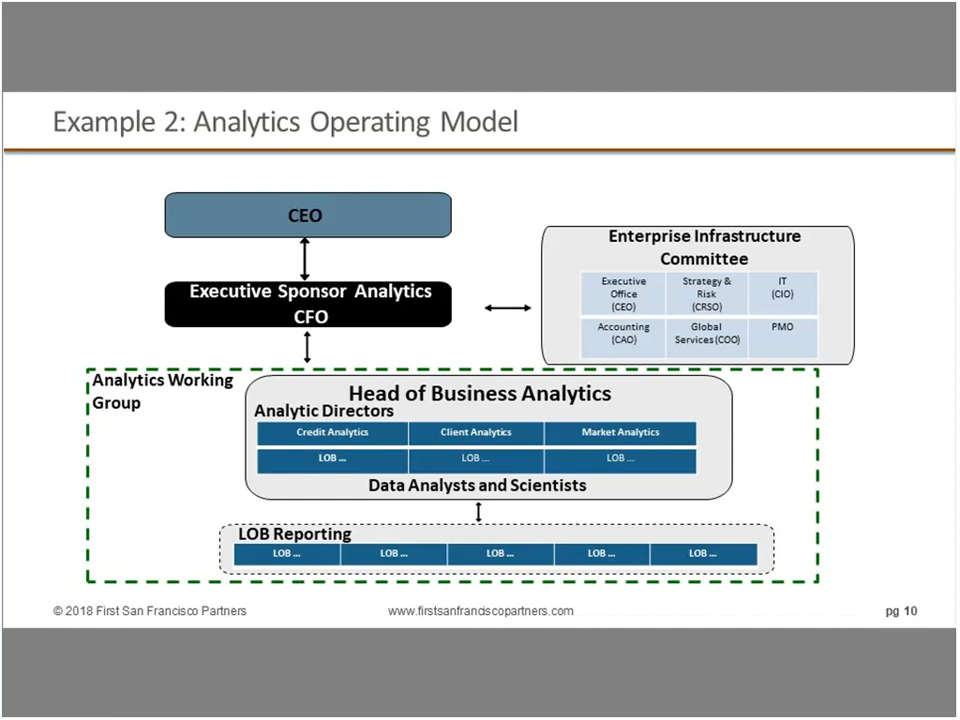 Example 2: Analytics Operating Model
CEO
Executive Sponsor Analytics
CFO
Enterprise Infrastructure
Committee
Executive
Office
(CEO)
Strategy &
Risk
(CRSO)
IT
(CIO)
Accounting
(CAO)
Global
Services (COO)
PMO
Analytics Working
Group
Head of Business Analytics
Analytic Directors
Credit Analytics
Client Analytics
Market Analytics
LOB ...
LOB ...
LOB ...
Data Analysts and Scientists
LOB Reporting
LOB ...
LOB ...
LOB ...
LOB ...
LOB ...
© 2018 First San Francisco Partners
www.firstsanfranciscopartners.com
pg 10